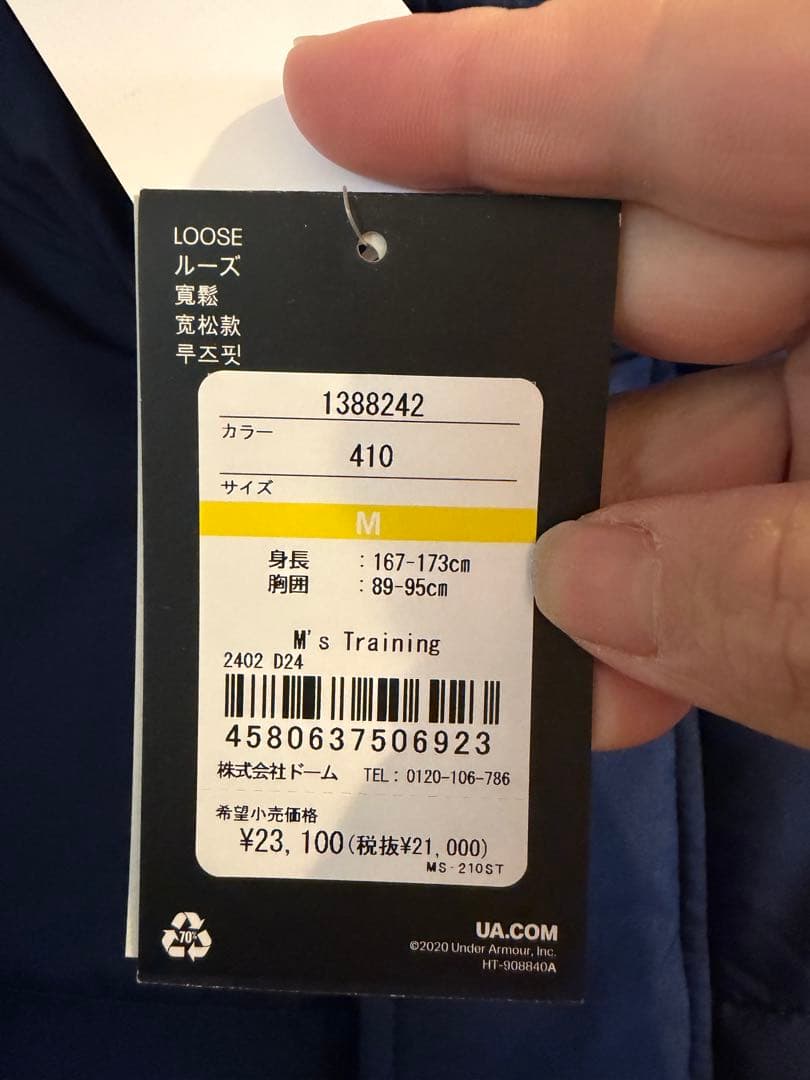 LOOSE
ルーズ
寬鬆
宽松款
루즈핏
1388242
カラー
410
サイズ
M
身長 : 167-173cm
胸囲 : 89-95cm
M's Training
2402 D24
4580637506923
株式会社ドーム TEL: 0120-106-786
希望小売価格
¥23,100(税抜¥21,000)
MS-210ST
70%
UA.COM
©2020 Under Armour, Inc.
HT-908840A